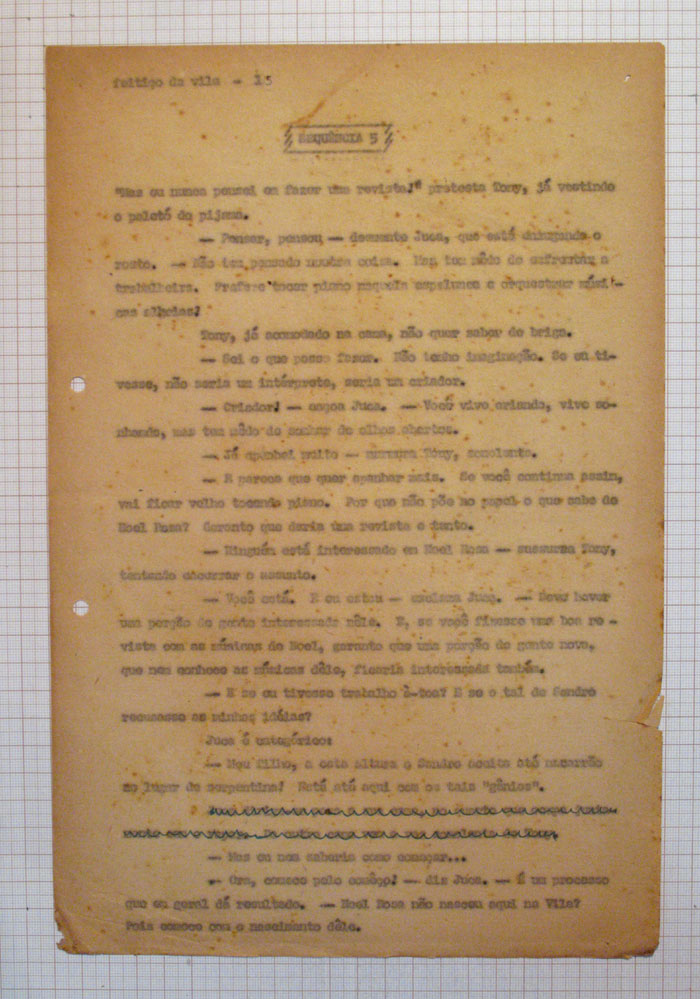 feitiço da vila - 15
SEQUÊNCIA 5
"Mas eu nunca pensei em fazer uma revista!" protesta Tony, já vestindo
o paletó do pijama.
— Pensar, pensou — desmente Juca, que está enxugando o
rosto. — Não tem pensado noutra coisa. Mas tem mêdo de enfrentar a
trabalheira. Prefere tocar piano naquela espelunca e orquestrar músi-
cas alheias!
Tony, já acomodado na cama, não quer saber de briga.
— Sei o que posso fazer. Não tenho imaginação. Se eu ti-
vesse, não seria um intérprete, seria um criador.
— Criador! — caçoa Juca. — Você vive criando, vive so-
nhando, mas tem mêdo de sonhar de olhos abertos.
— Já apanhei muito — murmura Tony, sonolento.
— E parece que quer apanhar mais. Se você continua assim,
vai ficar velho tocando piano. Por que não põe no papel o que sabe de
Noel Rosa? Garanto que daria uma revista e tanto.
— Ninguém está interessado em Noel Rosa — sussurra Tony,
tentando encerrar o assunto.
— Você está. E eu estou — exclama Juca. — Deve haver
uma porção de gente interessada nêle. E, se você fizesse uma boa re-
vista com as músicas de Noel, garanto que uma porção de gente nova,
que nem conhece as músicas dêle, ficaria interessada também.
— E se eu tivesse trabalho à-toa? E se o tal de Sandro
recusasse as minhas idéias?
Juca é categórico:
— Meu filho, a esta altura o Sandro aceita até macarrão
no lugar de serpentina! Está até aqui com os tais "gênios".
— Mas eu nem saberia como começar...
— Ora, comece pelo comêço! — diz Juca. — É um processo
que em geral dá resultado. — Noel Rosa não nasceu aqui na Vila?
Pois comece com o nascimento dêle.